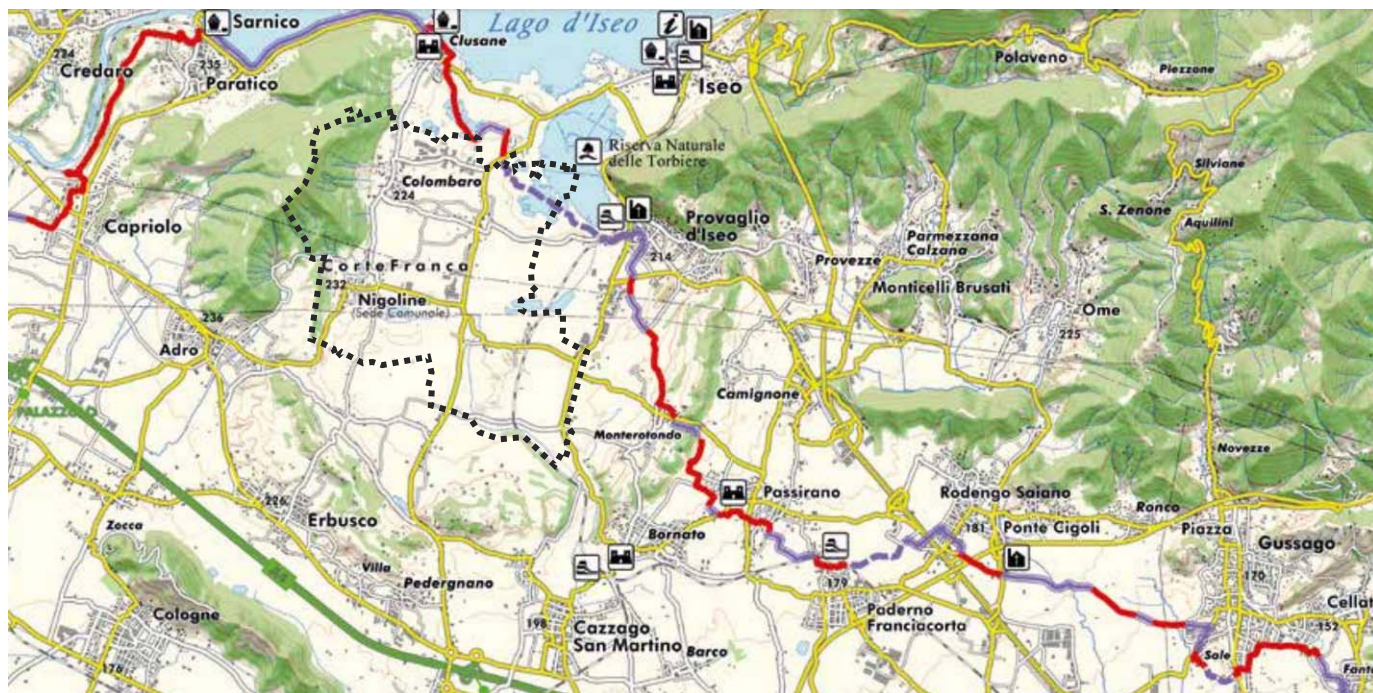 Sarnico
Lago d'Iseo
Clusane
i
234
Credaro
235
Paratico
Iseo
Polaveno
Piezzone
Riserva Naturale
delle Torbiere
Silviane
Colombaro
224
S. Zenone
Aquilini
Capriolo
Provaglio
d'Iseo
214
Parmezzana
Calzana
Provezze
CorteFranca
232
Nigoline
(Sede Comunale)
Monticelli Brusati
Ome
225
236
Adro
Camignone
PALAZZOLO
Monterotondo
Novezze
226
Erbusco
Zocca
Passirano
Rodengo Saiano
Ronco
181
Ponte Cigoli
Piazza
Gussago
Bornato
Villa
Pedergnano
179
170
Cologne
Paderno
Franciacorta
Cellat
152
198
Cazzago
San Martino
Barco
Sale
176
Fanta